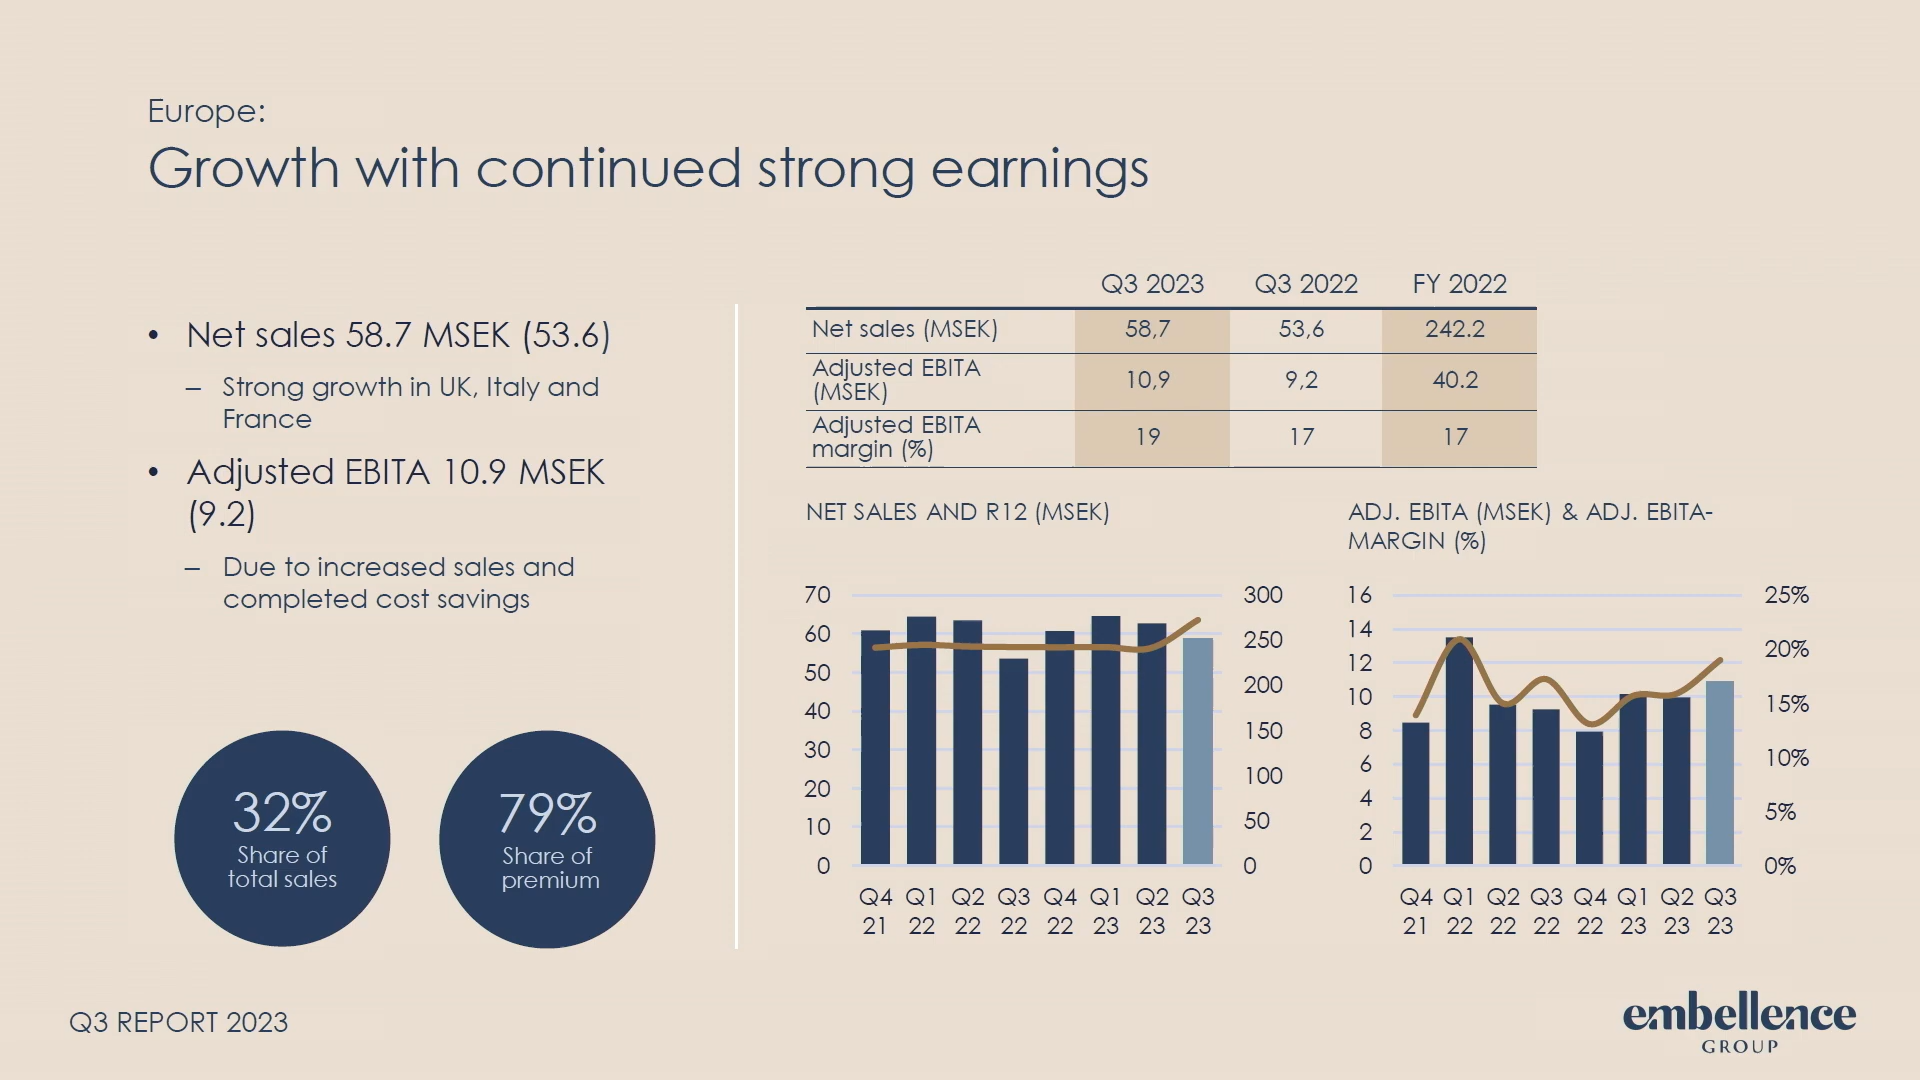 Europe:
Growth with continued strong earnings
• Net sales 58.7 MSEK (53.6)
– Strong growth in UK, Italy and
France
• Adjusted EBITA 10.9 MSEK
(9.2)
– Due to increased sales and
completed cost savings
32%
Share of
total sales
79%
Share of
premium
Q3 2023 Q3 2022 FY 2022
Net sales (MSEK) 58,7 53,6 242.2
Adjusted EBITA
(MSEK) 10,9 9,2 40.2
Adjusted EBITA
margin (%) 19 17 17
NET SALES AND R12 (MSEK)
70 300
60 250
50 200
40 150
30 100
20 50
10 0
0
Q4 Q1 Q2 Q3 Q4 Q1 Q2 Q3
21 22 22 22 22 23 23 23
ADJ. EBITA (MSEK) & ADJ. EBITA-
MARGIN (%)
16 25%
14 20%
12 15%
10 10%
8 5%
6 0%
4
2
0
Q4 Q1 Q2 Q3 Q4 Q1 Q2 Q3
21 22 22 22 22 23 23 23
Q3 REPORT 2023
embellence
GROUP